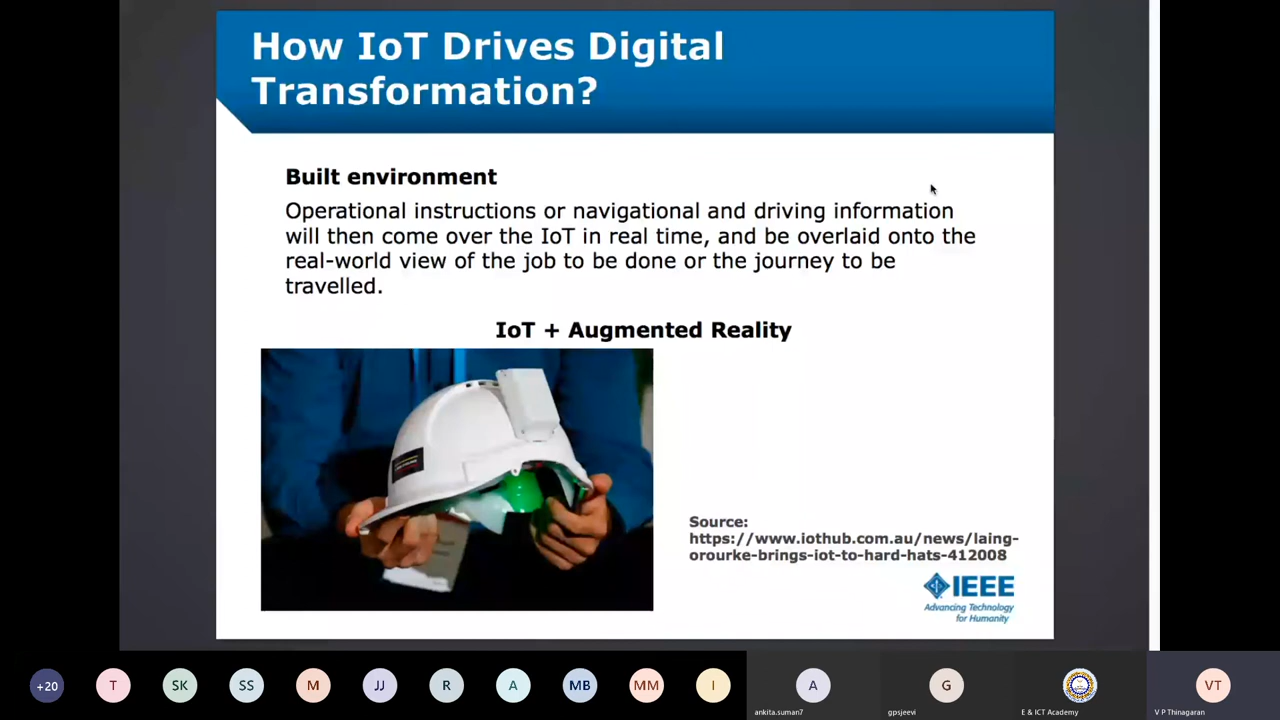 How IoT Drives Digital
Transformation?
Built environment
Operational instructions or navigational and driving information
will then come over the IoT in real time, and be overlaid onto the
real-world view of the job to be done or the journey to be
travelled.
IoT + Augmented Reality
Source:
https://www.iothub.com.au/news/laing-
orourke-brings-iot-to-hard-hats-412008
IEEE
Advancing Technology
for Humanity
+20
T
SK
SS
M
JJ
R
A
MB
MM
I
A
G
VT
ankita.suman7
gpsjeevi
E & ICT Academy
V P Thinagaran